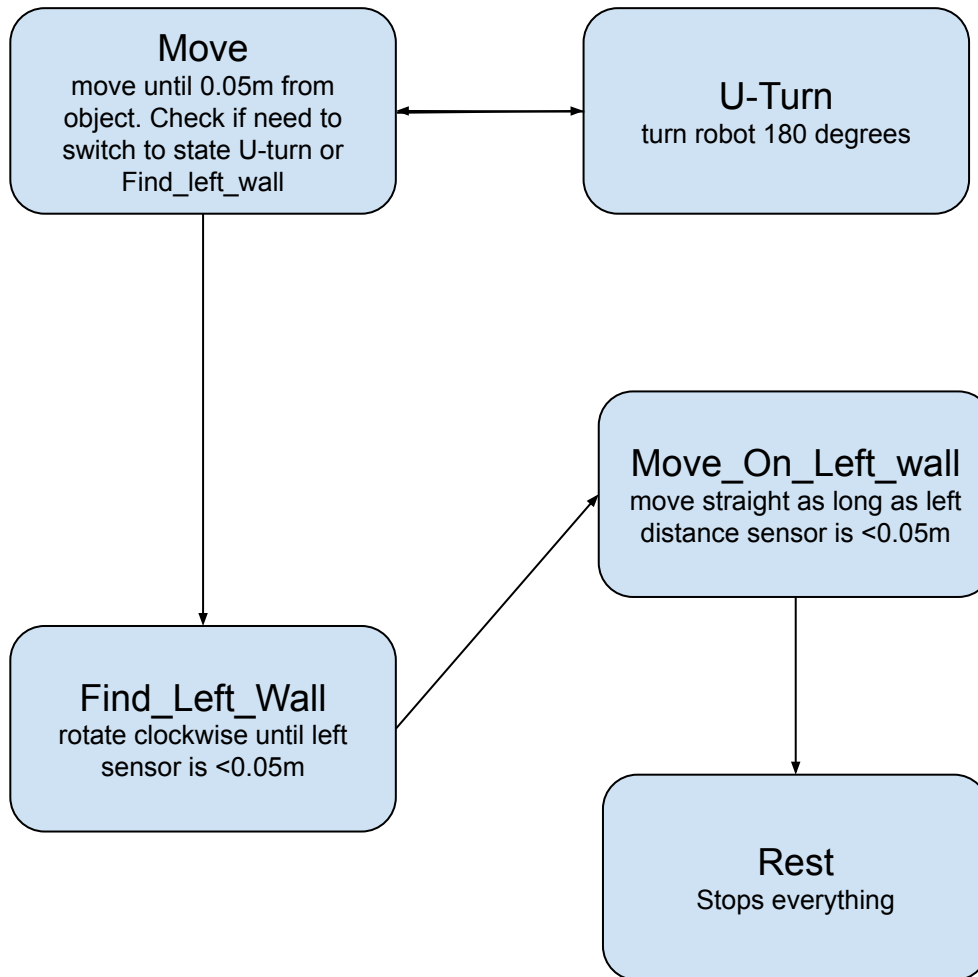 Move
move until 0.05m from
object. Check if need to
switch to state U-turn or
Find_left_wall
U-Turn
turn robot 180 degrees
Move_On_Left_wall
move straight as long as left
distance sensor is <0.05m
Find_Left_Wall
rotate clockwise until left
sensor is <0.05m
Rest
Stops everything